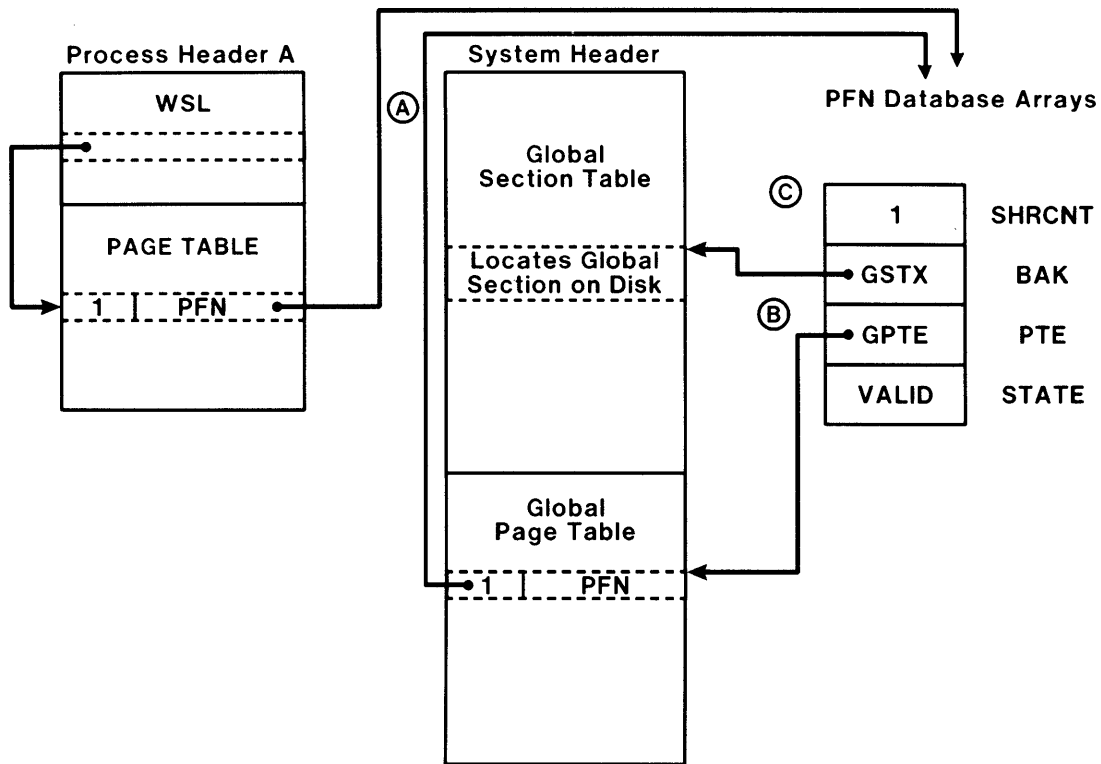 Process Header A
WSL
PAGE TABLE
1 PFN
System Header
A
Global
Section Table
Locates Global
Section on Disk
B
Global
Page Table
1 PFN
PFN Database Arrays
C
1 SHRCNT
GSTX BAK
GPTE PTE
VALID STATE